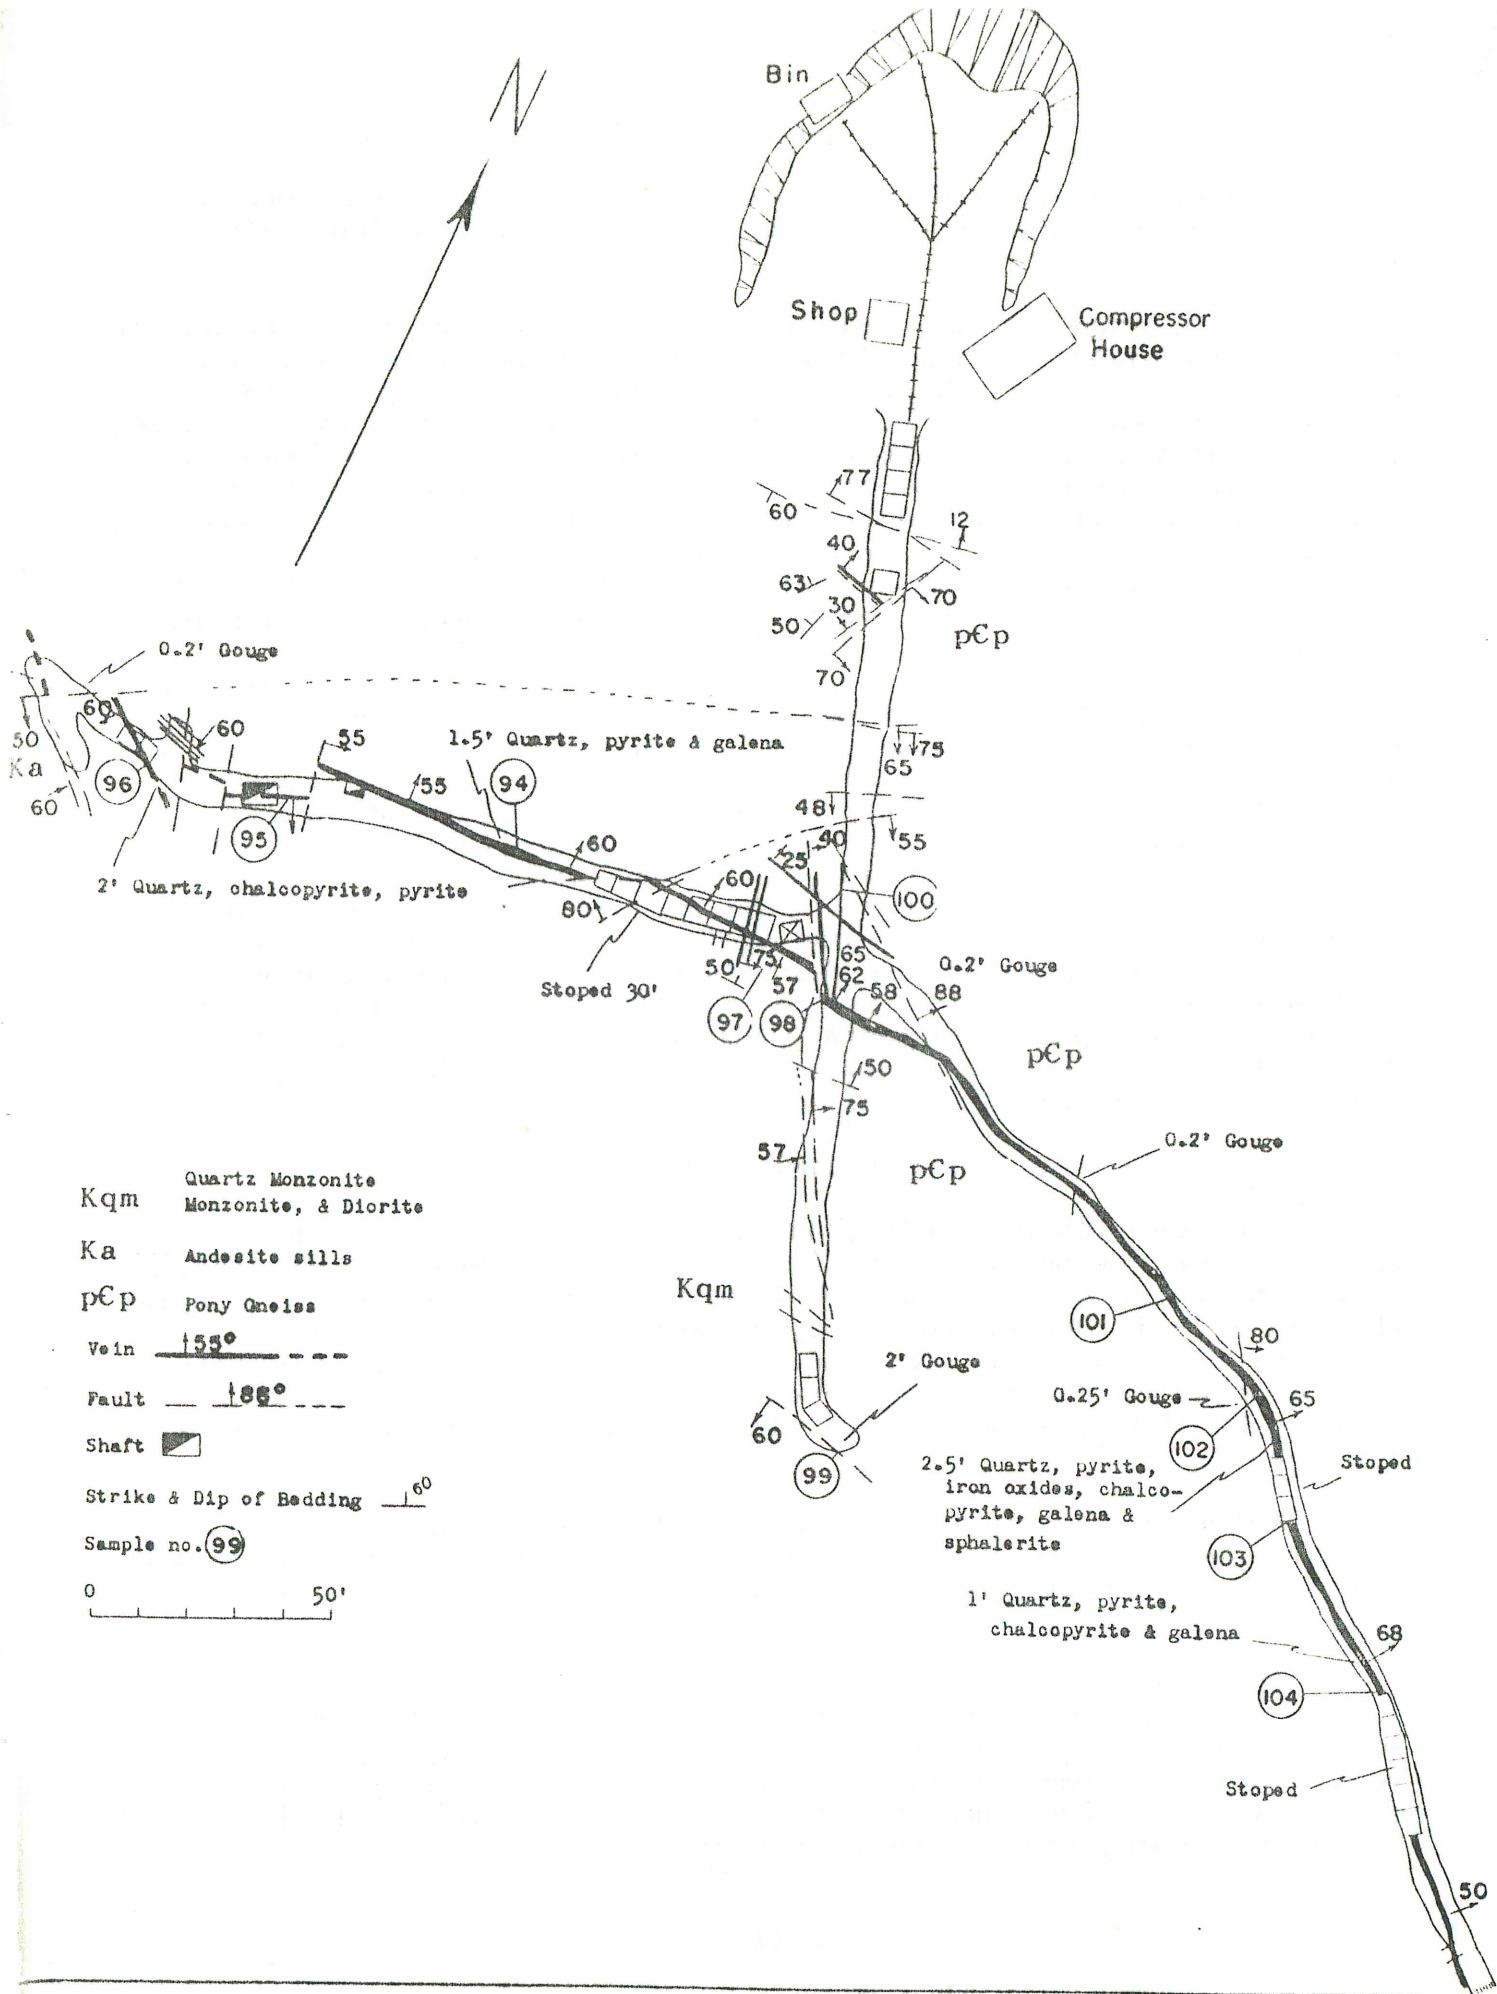 N
Bin
Shop
Compressor
House
77
60
12
40
63
30
70
50
p€p
70
0.2' Gouge
60
60
50
55
1.5' Quartz, pyrite & galena
75
65
Ka
96
55
94
60
48
95
60
40
55
25
2' Quartz, chalcopyrite, pyrite
60
80
100
65
0.2' Gouge
50
75
57
62
Stoped 30'
58
88
97
98
p€p
50
75
0.2' Gouge
57
p€p
Kqm
Quartz Monzonite
Monzonite, & Diorite
Ka
Andesite sills
p€p
Pony Gneiss
Vein
55°
Fault
86°
Shaft
Strike & Dip of Bedding
60
Sample no. 99
0
50'
Kqm
101
80
2' Gouge
0.25' Gouge
65
60
102
99
2.5' Quartz, pyrite,
iron oxides, chalco-
pyrite, galena &
sphalerite
Stoped
103
1' Quartz, pyrite,
chalcopyrite & galena
68
104
Stoped
50